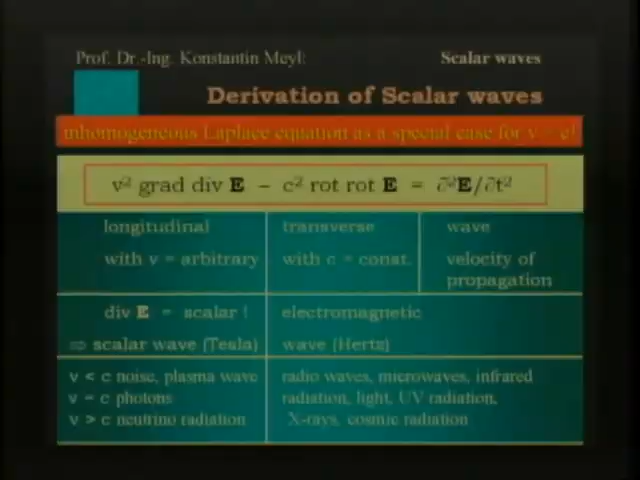 Prof. Dr.-Ing. Konstantin Meyl: Scalar waves
Derivation of Scalar waves
inhomogeneous Laplace equation as a special case for v = c!
v² grad div E – c² rot rot E = ∂²E/∂t²
longitudinal transverse wave
with v = arbitrary with c = const. velocity of
propagation
div E = scalar ! electromagnetic
⇒ scalar wave (Tesla) wave (Hertz)
v < c noise, plasma wave radio waves, microwaves, infrared
v = c photons radiation, light, UV radiation,
v > c neutrino radiation X-rays, cosmic radiation